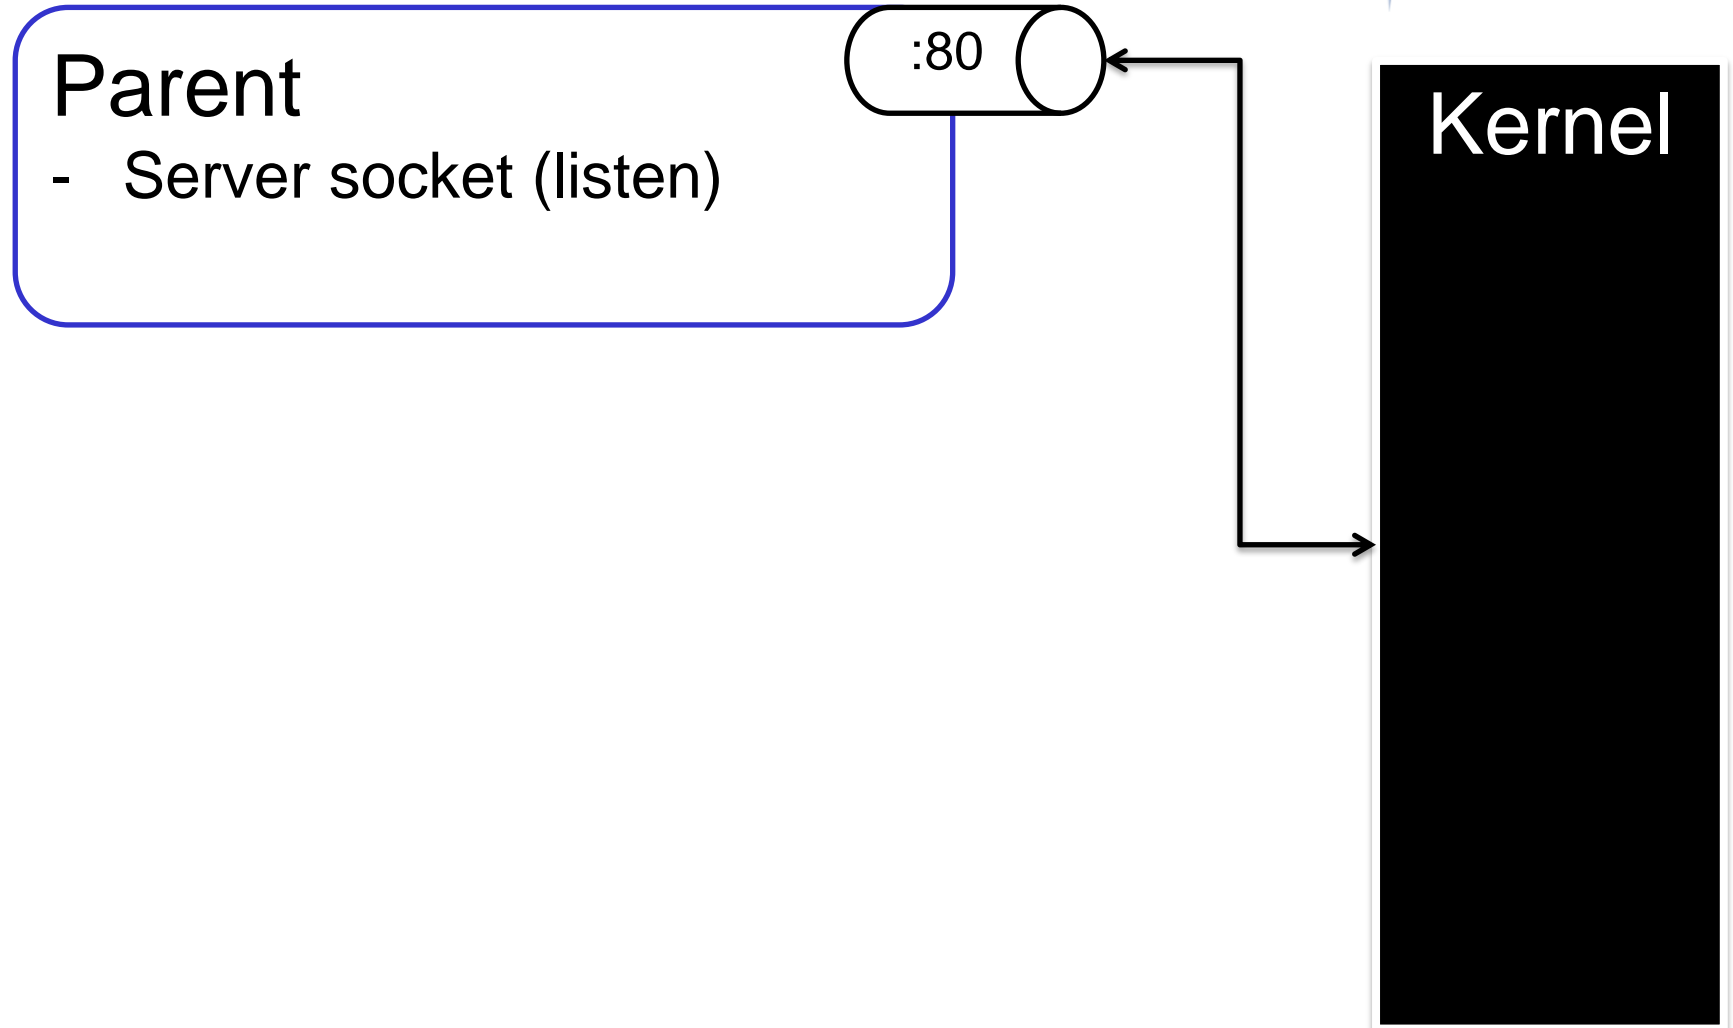 Parent
- Server socket (listen)
:80
Kernel